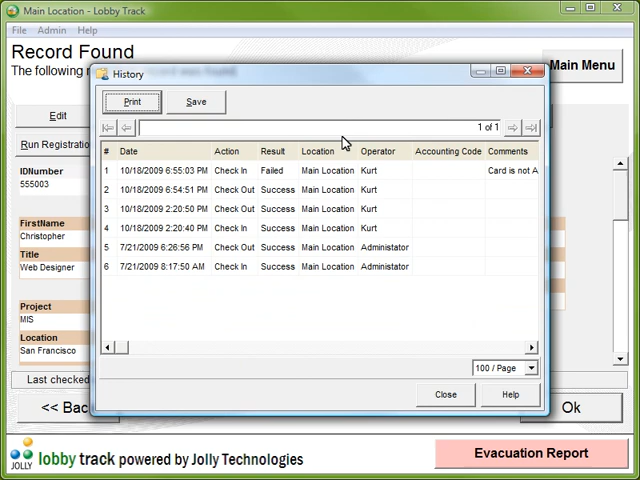 Main Location - Lobby Track
File Admin Help
Record Found
The following
Main Menu
History
Edit
Print Save
1 of 1
Run Registratio
# Date Action Result Location Operator Accounting Code Comments
1 10/18/2009 6:55:03 PM Check In Failed Main Location Kurt Card is not A
2 10/18/2009 6:54:51 PM Check Out Success Main Location Kurt
3 10/18/2009 2:20:50 PM Check Out Success Main Location Kurt
4 10/18/2009 2:20:40 PM Check In Success Main Location Kurt
5 7/21/2009 6:26:56 PM Check Out Success Main Location Administator
6 7/21/2009 8:17:50 AM Check In Success Main Location Administator
IDNumber
555003
FirstName
Christopher
Title
Web Designer
Project
MIS
Location
San Francisco
100 / Page
Last checked
Close Help
<< Bac Ok
JOLLY lobby track powered by Jolly Technologies
Evacuation Report